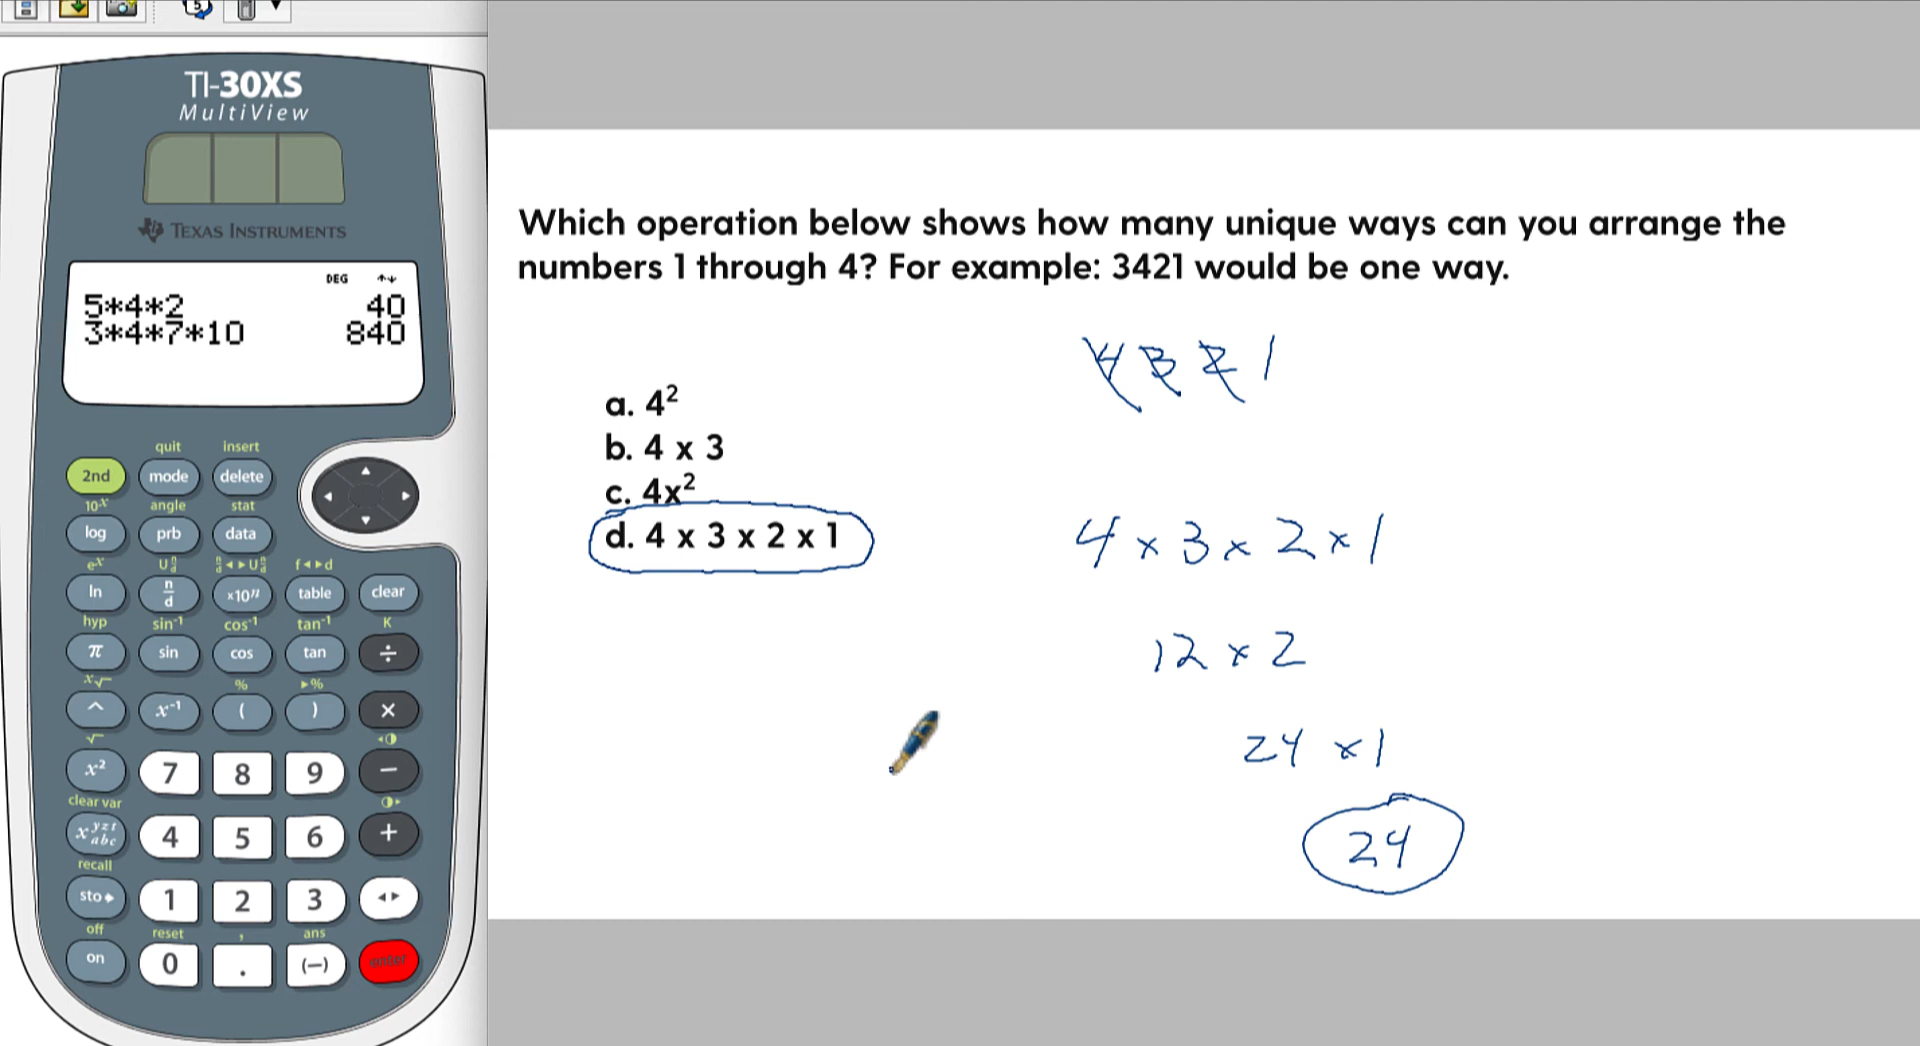 TI-30XS
MultiView
TEXAS INSTRUMENTS
DEG
5*4*2 40
3*4*7*10 840
quit insert
2nd mode delete
10ˣ angle stat
log prb data
eˣ f◄►d
ln n/d ×10ⁿ table clear
hyp sin⁻¹ cos⁻¹ tan⁻¹ K
π sin cos tan ÷
ˣ√ % ►%
^ x⁻¹ ( ) ×
√
x² 7 8 9 −
clear var
x yzt abc 4 5 6 +
recall
sto► 1 2 3 ◄►
off reset , ans
on 0 . (−) enter
Which operation below shows how many unique ways can you arrange the
numbers 1 through 4? For example: 3421 would be one way.
4 3 2 1
a. 4²
b. 4 x 3
c. 4x²
d. 4 x 3 x 2 x 1
4 x 3 x 2 x 1
12 x 2
24 x 1
24